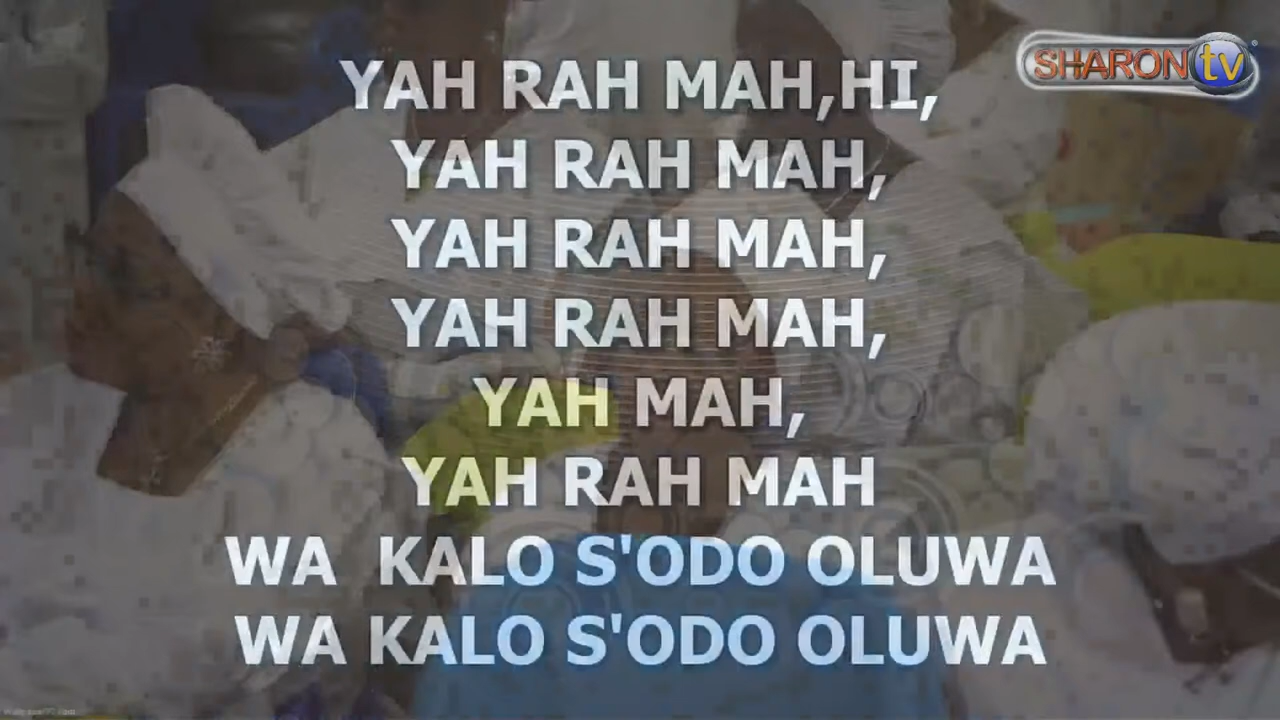 SHARON tv
YAH RAH MAH,HI,
YAH RAH MAH,
YAH RAH MAH,
YAH RAH MAH,
YAH MAH,
YAH RAH MAH
WA KALO S'ODO OLUWA
WA KALO S'ODO OLUWA